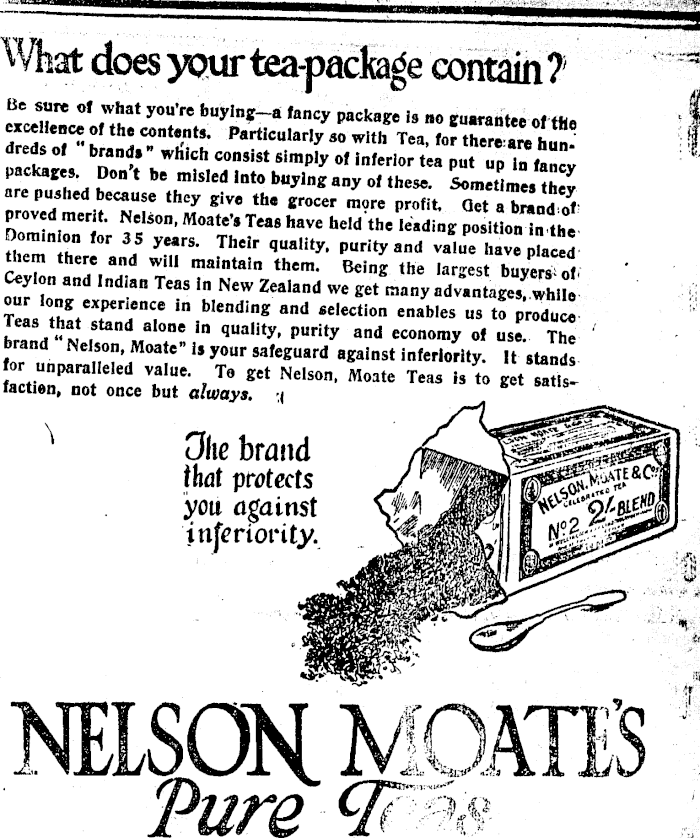 What does your tea-package contain?
Be sure of what you're buying—a fancy package is no guarantee of the
excellence of the contents. Particularly so with Tea, for there are hun-
dreds of "brands" which consist simply of inferior tea put up in fancy
packages. Don't be misled into buying any of these. Sometimes they
are pushed because they give the grocer more profit. Get a brand of
proved merit. Nelson, Moate's Teas have held the leading position in the
Dominion for 35 years. Their quality, purity and value have placed
them there and will maintain them. Being the largest buyers of
Ceylon and Indian Teas in New Zealand we get many advantages, while
our long experience in blending and selection enables us to produce
Teas that stand alone in quality, purity and economy of use. The
brand "Nelson, Moate" is your safeguard against inferiority. It stands
for unparalleled value. To get Nelson, Moate Teas is to get satis-
faction, not once but always.
The brand
that protects
you against
inferiority.
NELSON, MOATE & Co's
CELEBRATED TEA
No 2 2/- BLEND
NELSON MOATE'S
Pure Teas